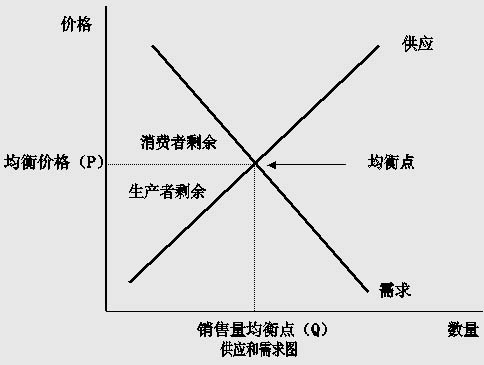 价格
供应
消费者剩余
均衡价格（P）
均衡点
生产者剩余
需求
销售量均衡点（Q）
数量
供应和需求图